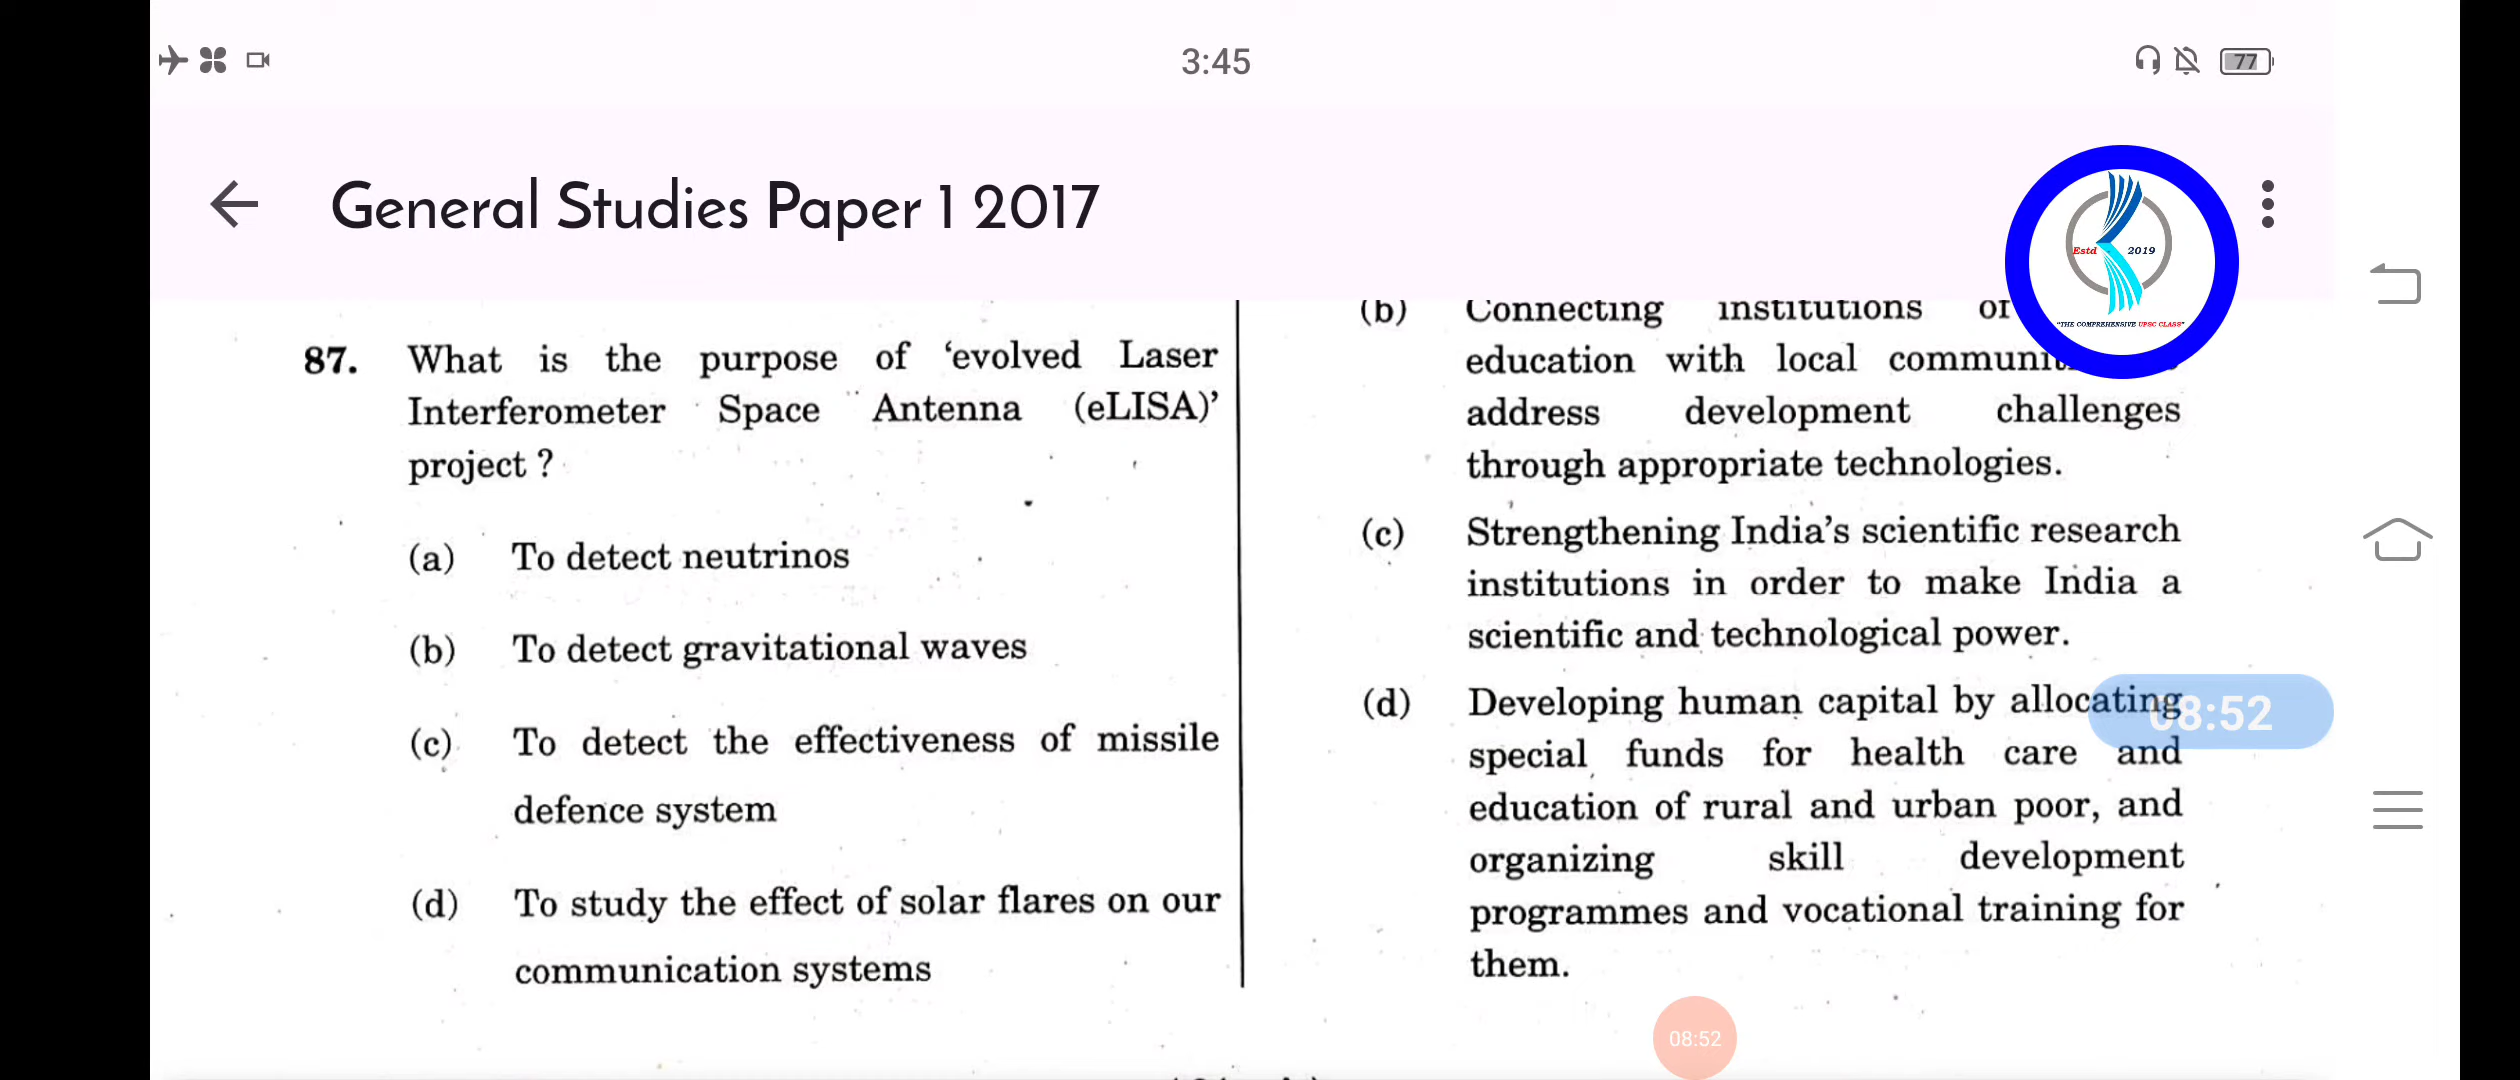 3:45
77
General Studies Paper 1 2017
Estd 2019
"THE COMPREHENSIVE UPSC CLASS"
87. What is the purpose of 'evolved Laser
Interferometer Space Antenna (eLISA)'
project ?
(a) To detect neutrinos
(b) To detect gravitational waves
(c) To detect the effectiveness of missile
defence system
(d) To study the effect of solar flares on our
communication systems
(b) Connecting institutions of
education with local
address development challenges
through appropriate technologies.
(c) Strengthening India's scientific research
institutions in order to make India a
scientific and technological power.
(d) Developing human capital by allocating
special funds for health care and
education of rural and urban poor, and
organizing skill development
programmes and vocational training for
them.
08:52
08:52